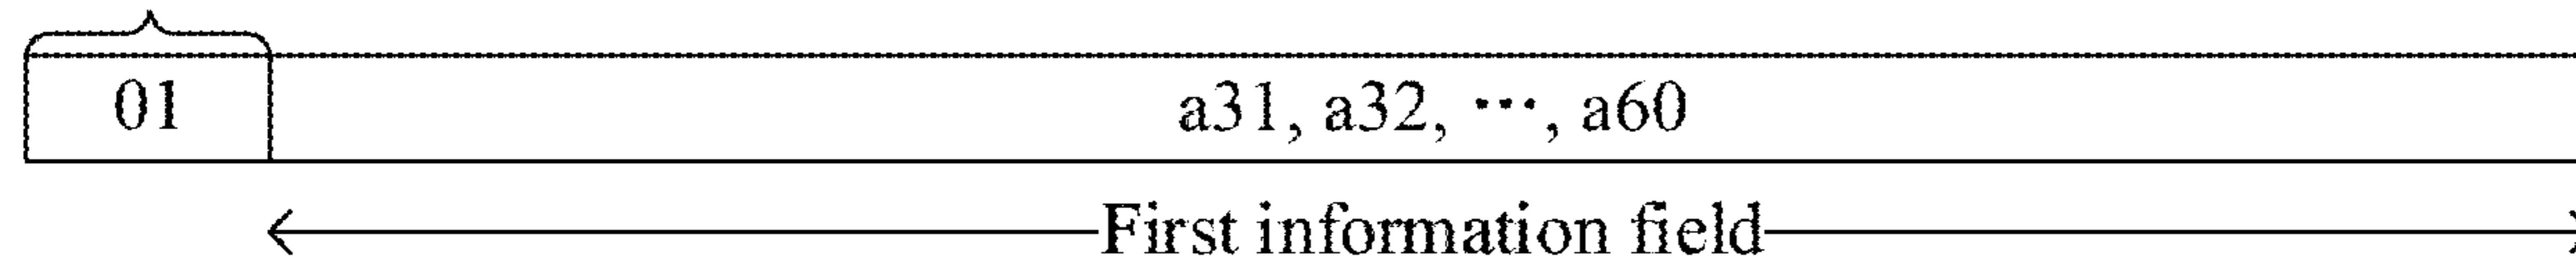 01 a31, a32, ···, a60
First information field